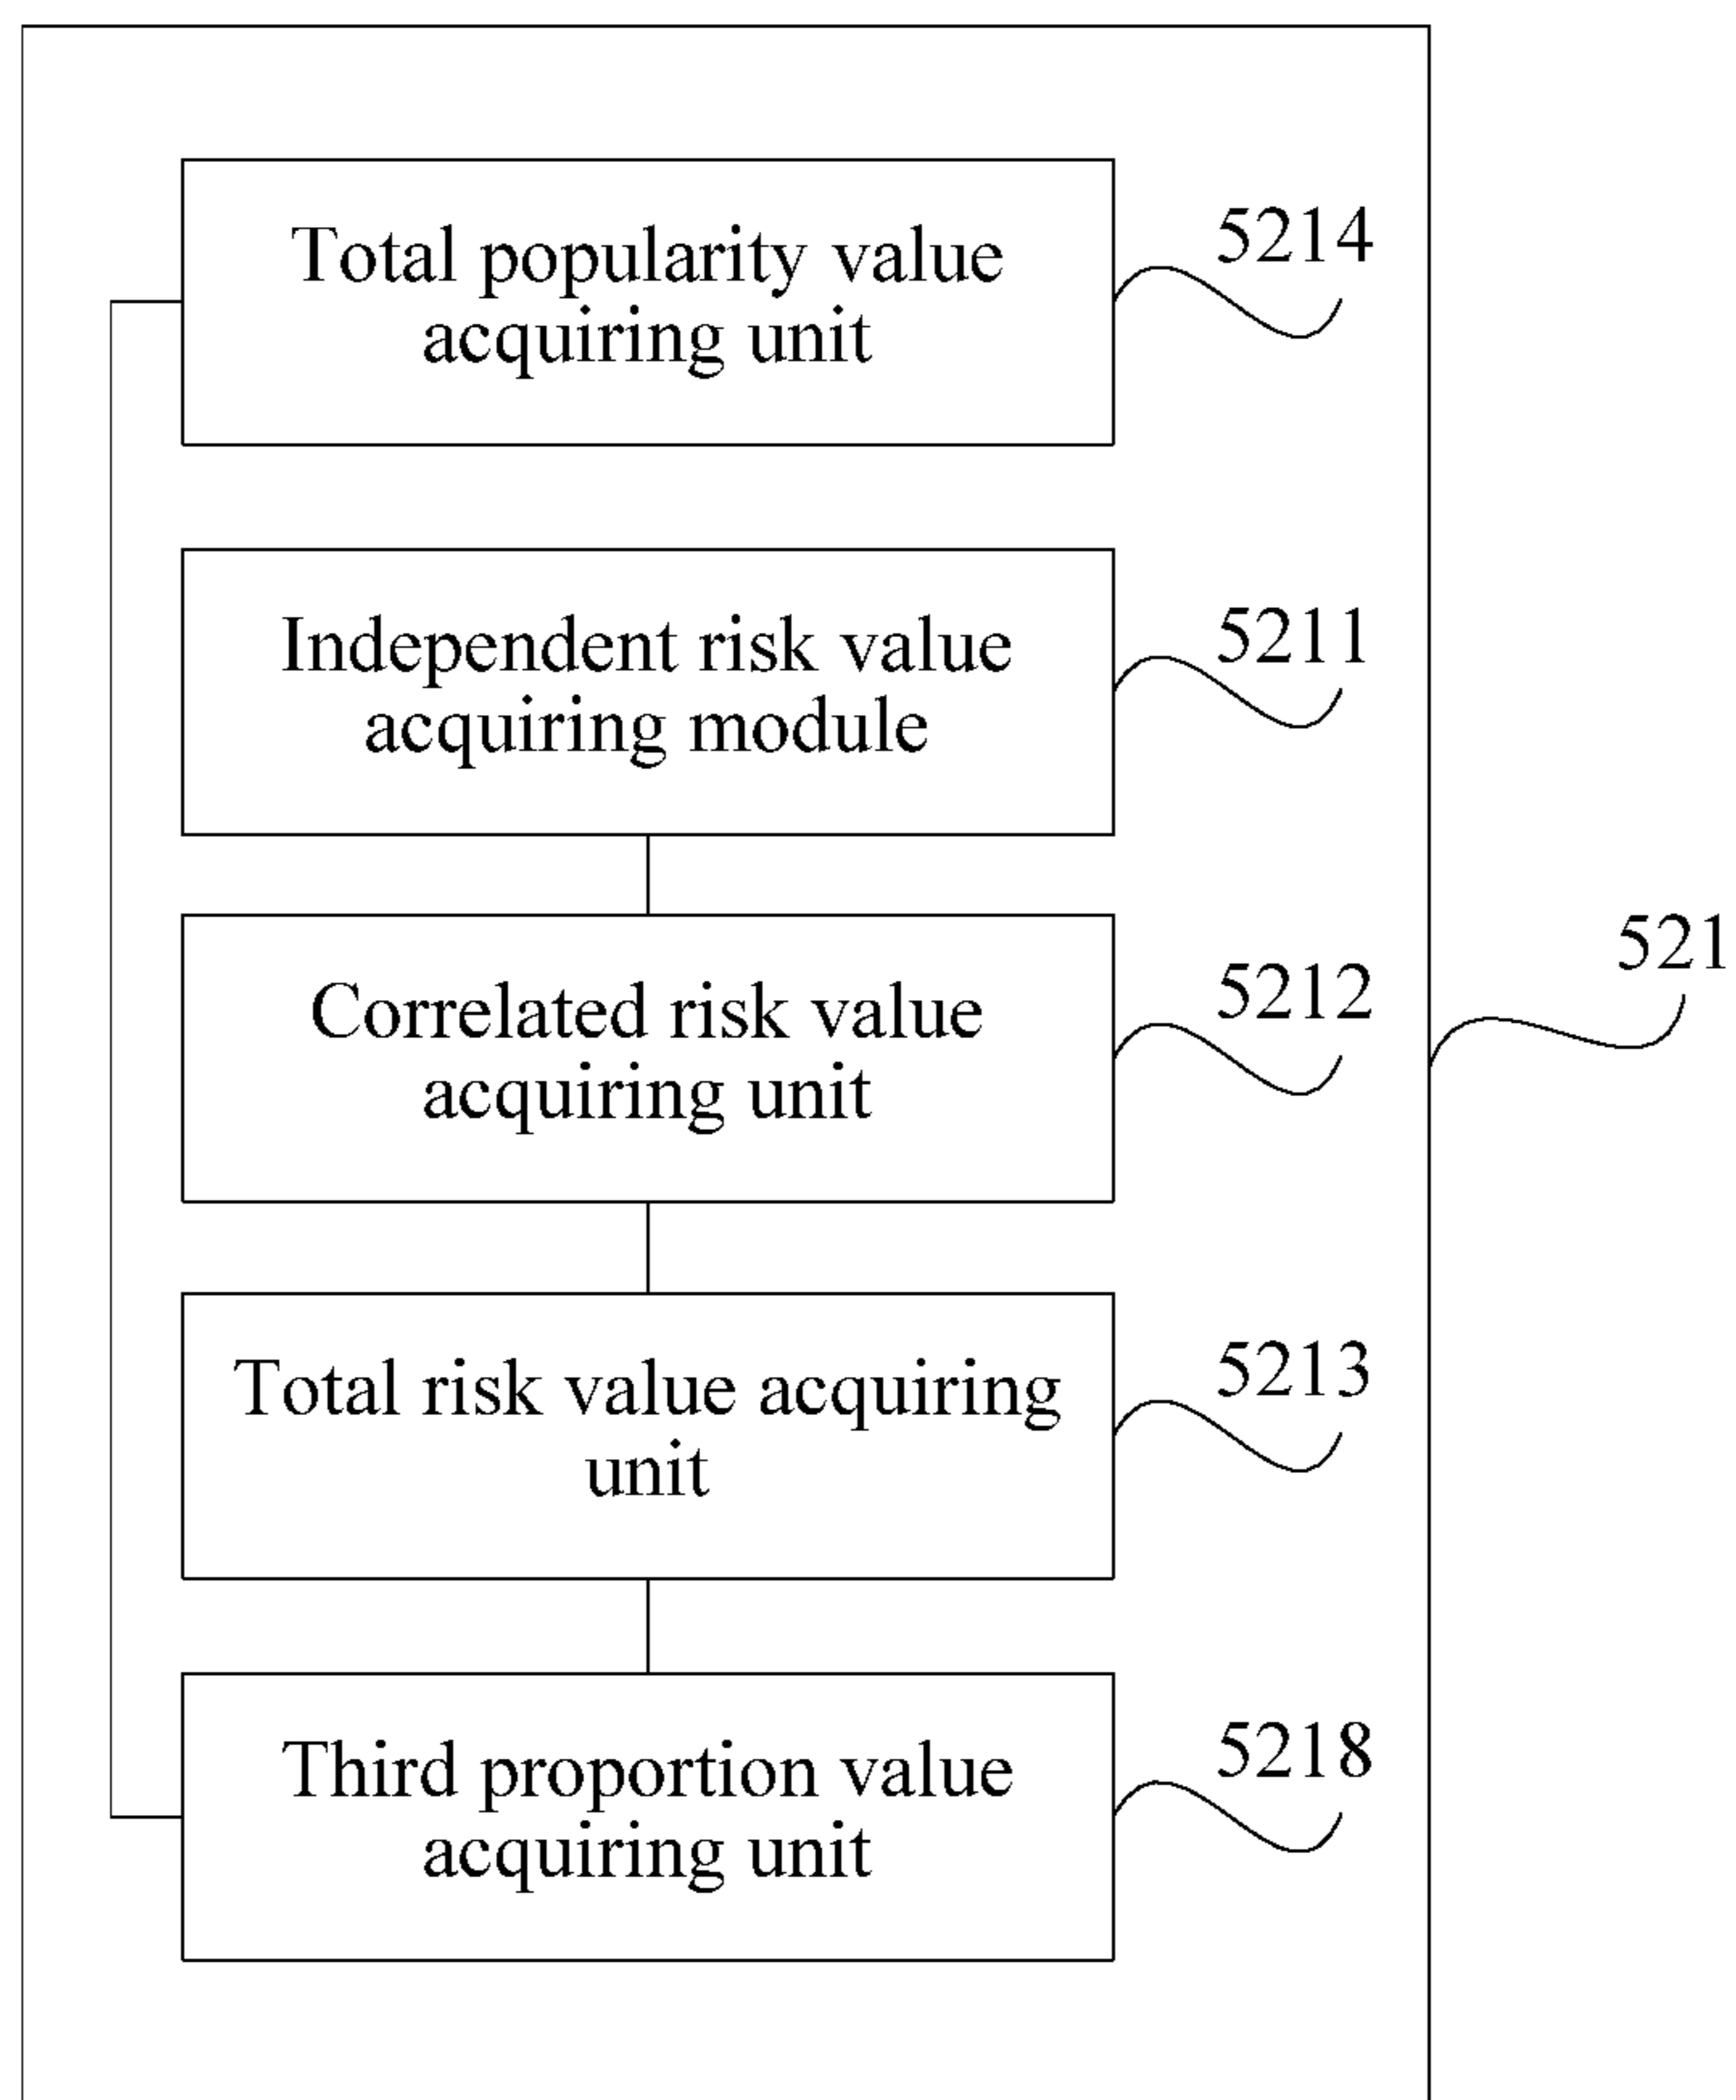 Total popularity value
acquiring unit
5214
Independent risk value
acquiring module
5211
Correlated risk value
acquiring unit
5212
521
Total risk value acquiring
unit
5213
Third proportion value
acquiring unit
5218